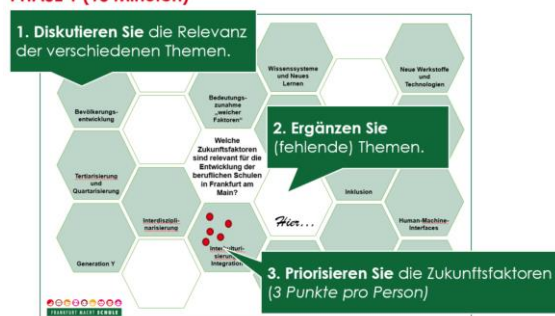 1. Diskutieren Sie die Relevanz
der verschiedenen Themen.
Wissenssysteme
und Neues
Lernen
Neue Werkstoffe
und
Technologien
Bevölkerungs-
entwicklung
Bedeutungs-
zunahme
„weicher
Faktoren“
2. Ergänzen Sie
(fehlende) Themen.
Welche
Zukunftsfaktoren
sind relevant für die
Entwicklung der
beruflichen Schulen
in Frankfurt am
Main?
Tertiarisierung
und
Quartarisierung
Inklusion
Interdiszipli-
narisierung
Hier...
Human-Machine-
Interfaces
Generation Y
Integration
3. Priorisieren Sie die Zukunftsfaktoren
(3 Punkte pro Person)
FRANKFURT MACHT SCHULE